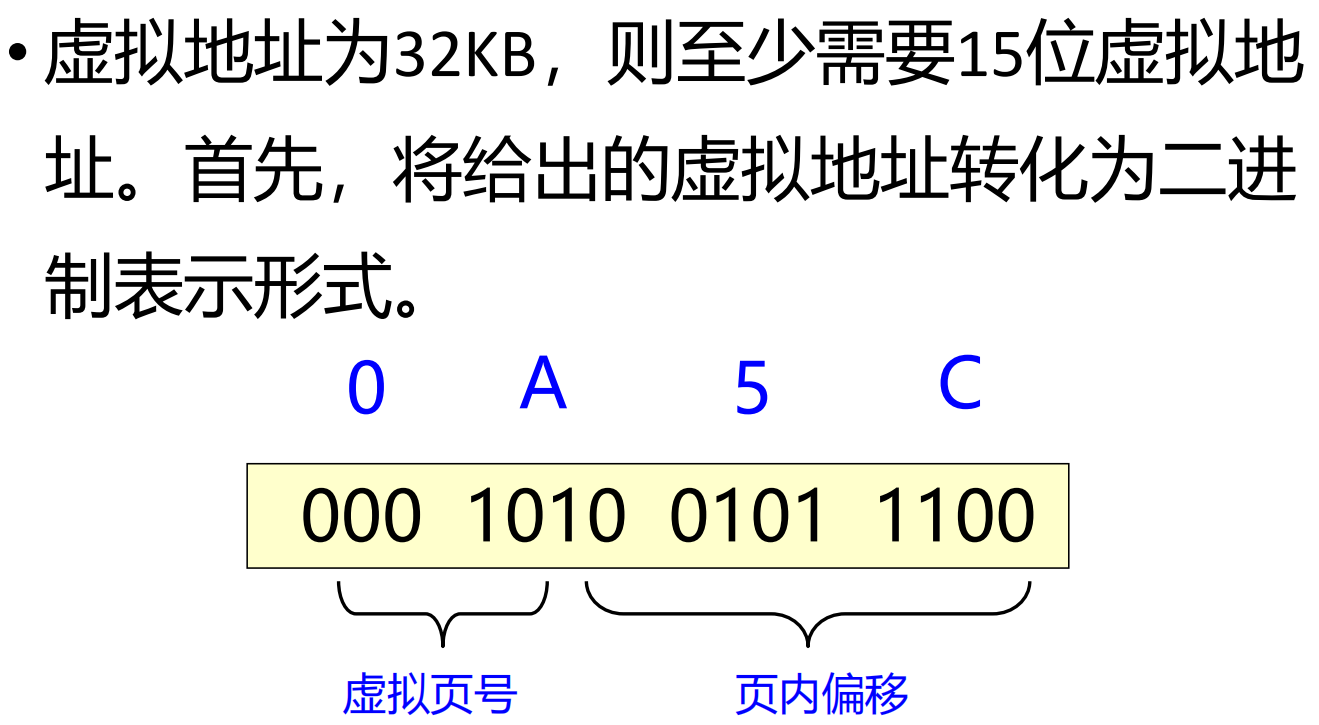 • 虚拟地址为32KB，则至少需要15位虚拟地
址。首先，将给出的虚拟地址转化为二进
制表示形式。
0 A 5 C
000 1010 0101 1100
虚拟页号 页内偏移